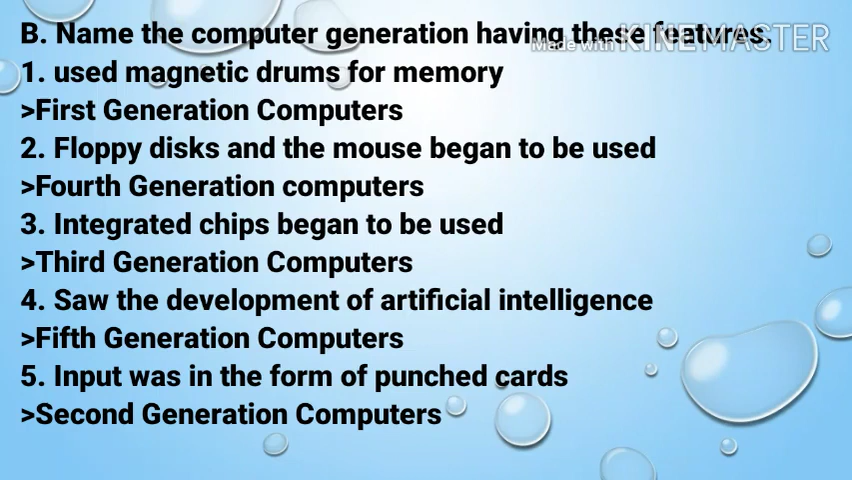 B. Name the computer generation having these features.
Made with KINEMASTER
1. used magnetic drums for memory
>First Generation Computers
2. Floppy disks and the mouse began to be used
>Fourth Generation computers
3. Integrated chips began to be used
>Third Generation Computers
4. Saw the development of artificial intelligence
>Fifth Generation Computers
5. Input was in the form of punched cards
>Second Generation Computers